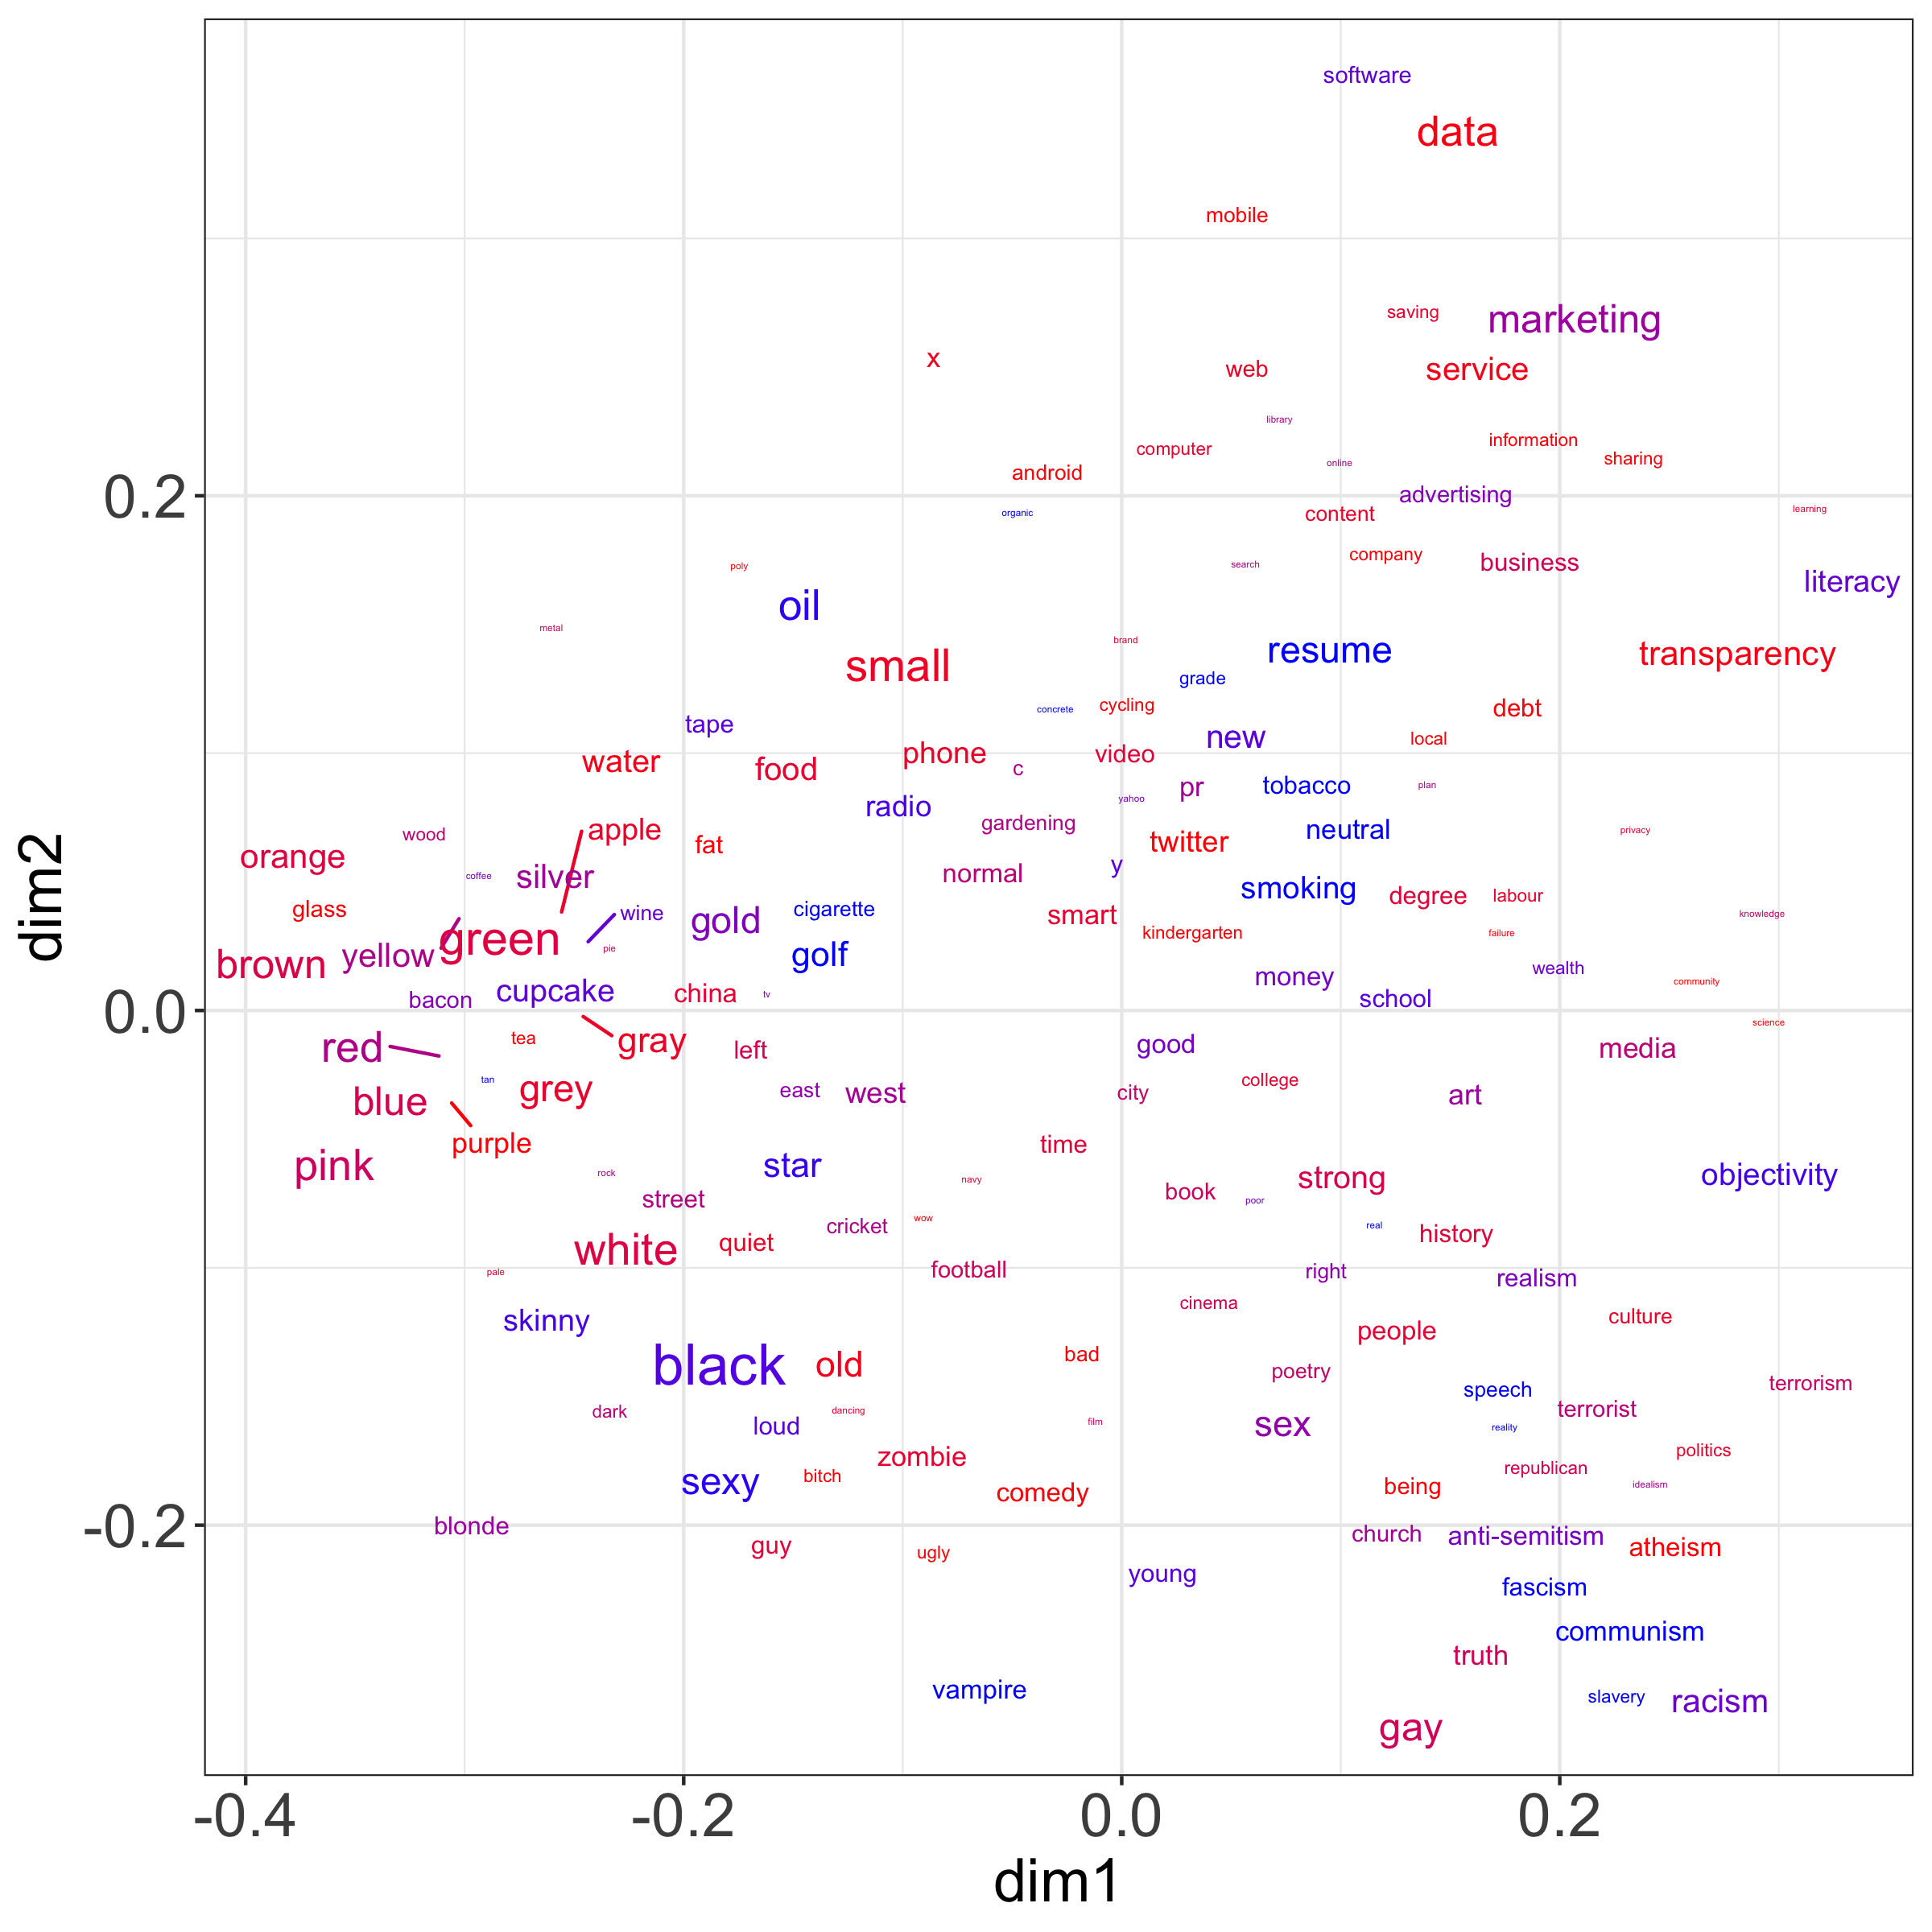 software
data
mobile
saving
marketing
x
web
service
library
computer
information
sharing
online
android
0.2
advertising
organic
content
learning
company
business
search
poly
literacy
oil
metal
brand
resume
transparency
small
grade
cycling
concrete
debt
tape
new
local
phone
video
water
food
c
pr
tobacco
plan
yahoo
radio
gardening
apple
neutral
privacy
wood
twitter
fat
orange
y
normal
silver
coffee
smoking
degree
labour
glass
wine
cigarette
smart
knowledge
gold
kindergarten
failure
green
pie
yellow
golf
brown
wealth
money
community
cupcake
china
tv
bacon
school
0.0
dim2
science
tea
gray
red
left
good
media
tan
college
grey
east
west
city
art
blue
purple
time
pink
star
rock
navy
strong
objectivity
street
book
poor
wow
cricket
real
history
white
quiet
football
right
realism
pale
cinema
skinny
culture
people
black
old
bad
poetry
terrorism
speech
dark
dancing
terrorist
loud
film
sex
reality
zombie
politics
republican
sexy
bitch
comedy
being
idealism
-0.2
blonde
church
anti-semitism
guy
ugly
atheism
young
fascism
communism
truth
vampire
slavery
racism
gay
-0.4
-0.2
0.0
0.2
dim1